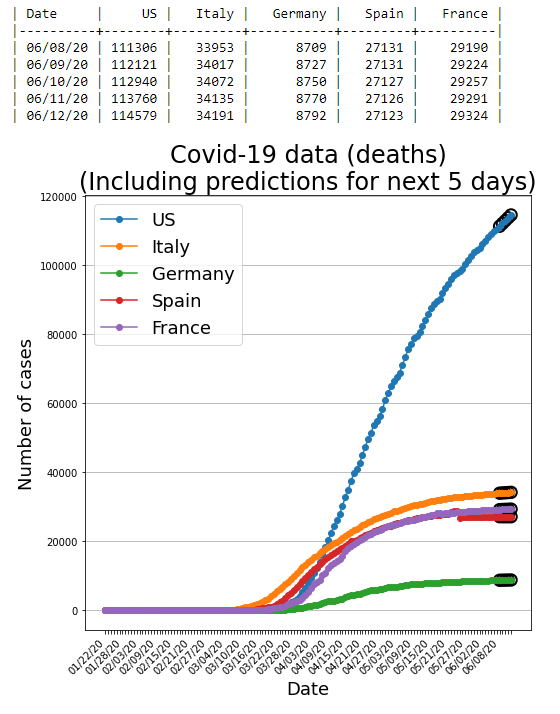 | Date | US | Italy | Germany | Spain | France |
|----------+--------+---------+-----------+---------+----------|
| 06/08/20 | 111306 | 33953 | 8709 | 27131 | 29190 |
| 06/09/20 | 112121 | 34017 | 8727 | 27131 | 29224 |
| 06/10/20 | 112940 | 34072 | 8750 | 27127 | 29257 |
| 06/11/20 | 113760 | 34135 | 8770 | 27126 | 29291 |
| 06/12/20 | 114579 | 34191 | 8792 | 27123 | 29324 |
Covid-19 data (deaths)
(Including predictions for next 5 days)
120000
100000
80000
60000
40000
20000
0
Number of cases
US
Italy
Germany
Spain
France
01/22/20
01/28/20
02/03/20
02/09/20
02/15/20
02/21/20
02/27/20
03/04/20
03/10/20
03/16/20
03/22/20
03/28/20
04/03/20
04/09/20
04/15/20
04/21/20
04/27/20
05/03/20
05/09/20
05/15/20
05/21/20
05/27/20
06/02/20
06/08/20
Date